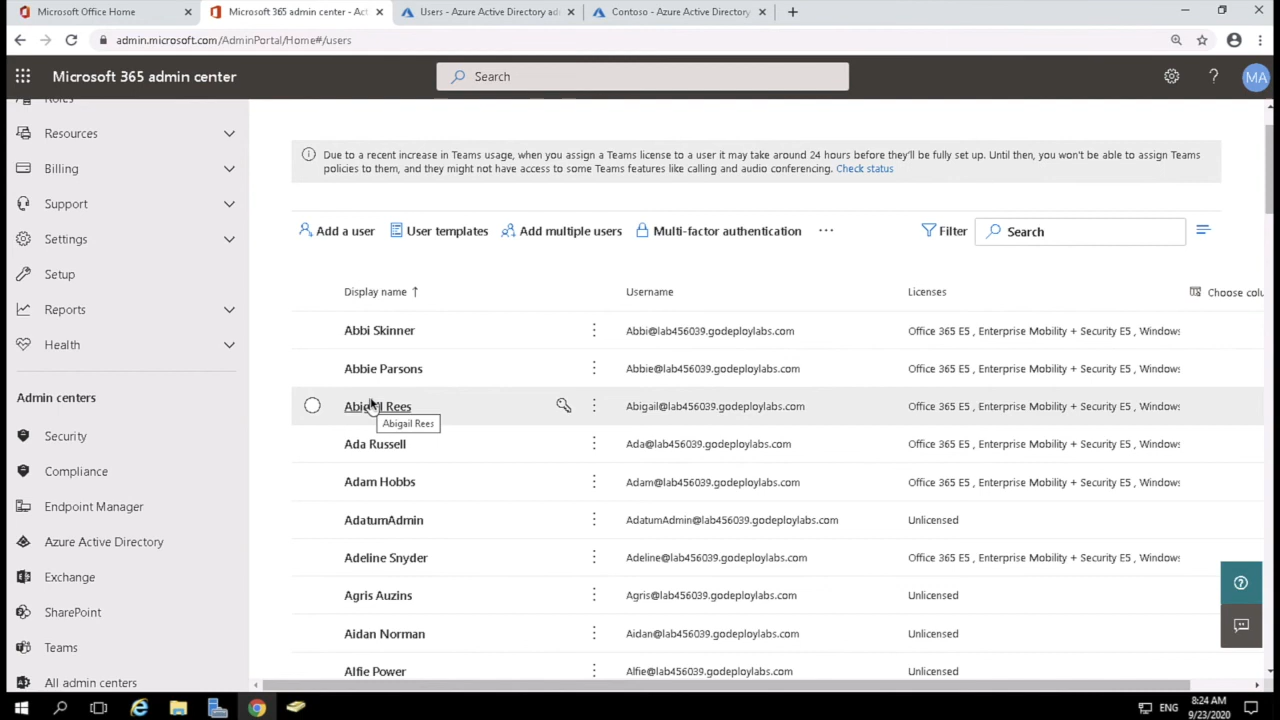 Microsoft Office Home
Microsoft 365 admin center - Act
Users - Azure Active Directory ad
Contoso - Azure Active Directory
admin.microsoft.com/AdminPortal/Home#/users
Microsoft 365 admin center
Search
MA
Roles
Resources
Billing
Support
Settings
Setup
Reports
Health
Admin centers
Security
Compliance
Endpoint Manager
Azure Active Directory
Exchange
SharePoint
Teams
All admin centers
Due to a recent increase in Teams usage, when you assign a Teams license to a user it may take around 24 hours before they'll be fully set up. Until then, you won't be able to assign Teams
policies to them, and they might not have access to some Teams features like calling and audio conferencing. Check status
Add a user User templates Add multiple users Multi-factor authentication ... Filter Search
Display name ↑ Username Licenses Choose colu
Abbi Skinner Abbi@lab456039.godeploylabs.com Office 365 E5 , Enterprise Mobility + Security E5 , Windows
Abbie Parsons Abbie@lab456039.godeploylabs.com Office 365 E5 , Enterprise Mobility + Security E5 , Windows
Abigail Rees Abigail@lab456039.godeploylabs.com Office 365 E5 , Enterprise Mobility + Security E5 , Windows
Abigail Rees
Ada Russell Ada@lab456039.godeploylabs.com Office 365 E5 , Enterprise Mobility + Security E5 , Windows
Adam Hobbs Adam@lab456039.godeploylabs.com Office 365 E5 , Enterprise Mobility + Security E5 , Windows
AdatumAdmin AdatumAdmin@lab456039.godeploylabs.com Unlicensed
Adeline Snyder Adeline@lab456039.godeploylabs.com Office 365 E5 , Enterprise Mobility + Security E5 , Windows
Agris Auzins Agris@lab456039.godeploylabs.com Unlicensed
Aidan Norman Aidan@lab456039.godeploylabs.com Unlicensed
Alfie Power Alfie@lab456039.godeploylabs.com Unlicensed
ENG
8:24 AM
9/23/2020